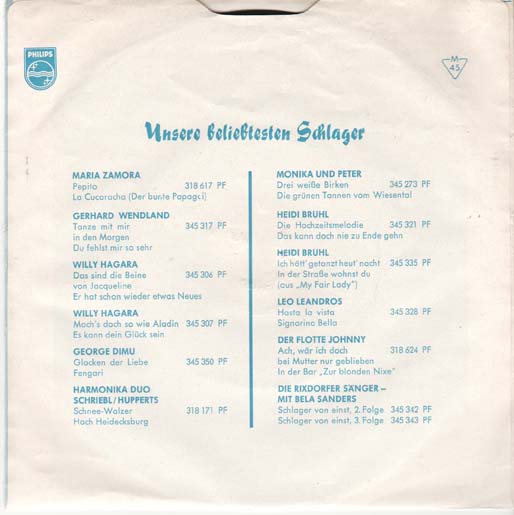 PHILIPS
M
45
Unsere beliebtesten Schlager
MARIA ZAMORA
Pepito 318 617 PF
La Cucaracha (Der bunte Papagei)
GERHARD WENDLAND
Tanze mit mir 345 317 PF
in den Morgen
Du fehlst mir so sehr
WILLY HAGARA
Das sind die Beine 345 306 PF
von Jacqueline
Er hat schon wieder etwas Neues
WILLY HAGARA
Mach's doch so wie Aladin 345 307 PF
Es kann dein Glück sein
GEORGE DIMU
Glocken der Liebe 345 350 PF
Fengari
HARMONIKA DUO
SCHRIEBL/HUPPERTS
Schnee-Walzer 318 171 PF
Hoch Heidecksburg
MONIKA UND PETER
Drei weiße Birken 345 273 PF
Die grünen Tannen vom Wiesental
HEIDI BRUHL
Die Hochzeitsmelodie 345 321 PF
Das kann doch nie zu Ende gehn
HEIDI BRUHL
Ich hätt' getanzt heut' nacht 345 335 PF
In der Straße wohnst du
(aus „My Fair Lady")
LEO LEANDROS
Hasta la vista 345 328 PF
Signorina Bella
DER FLOTTE JOHNNY
Ach, wär ich doch 318 624 PF
bei Mutter nur geblieben
In der Bar „Zur blonden Nixe"
DIE RIXDORFER SÄNGER –
MIT BELA SANDERS
Schlager von einst, 2. Folge 345 342 PF
Schlager von einst, 3. Folge 345 343 PF